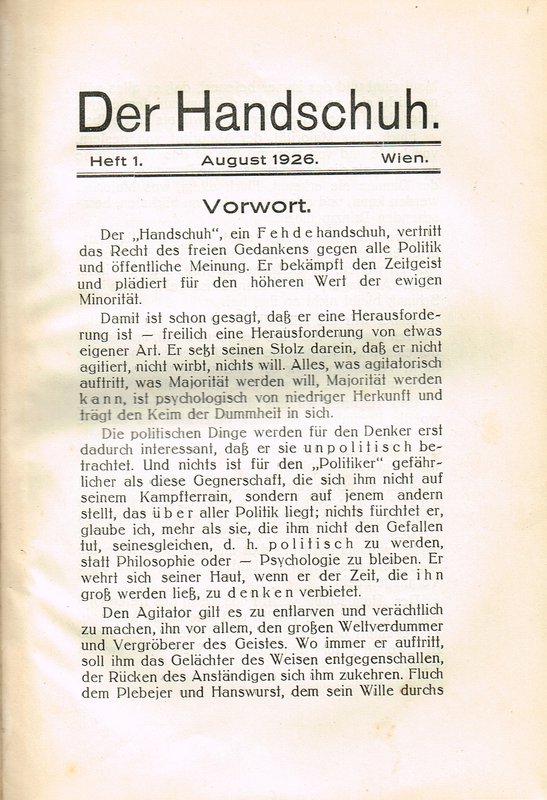 Der Handschuh.
Heft 1. August 1926. Wien.
Vorwort.
Der „Handschuh“, ein Fehdehandschuh, vertritt
das Recht des freien Gedankens gegen alle Politik
und öffentliche Meinung. Er bekämpft den Zeitgeist
und plädiert für den höheren Wert der ewigen
Minorität.
Damit ist schon gesagt, daß er eine Herausforde-
rung ist — freilich eine Herausforderung von etwas
eigener Art. Er setzt seinen Stolz darein, daß er nicht
agitiert, nicht wirbt, nichts will. Alles, was agitatorisch
auftritt, was Majorität werden will, Majorität werden
kann, ist psychologisch von niedriger Herkunft und
trägt den Keim der Dummheit in sich.
Die politischen Dinge werden für den Denker erst
dadurch interessant, daß er sie unpolitisch be-
trachtet. Und nichts ist für den „Politiker“ gefähr-
licher als diese Gegnerschaft, die sich ihm nicht auf
seinem Kampfterrain, sondern auf jenem andern
stellt, das über aller Politik liegt; nichts fürchtet er,
glaube ich, mehr als sie, die ihm nicht den Gefallen
tut, seinesgleichen, d. h. politisch zu werden,
statt Philosophie oder — Psychologie zu bleiben. Er
wehrt sich seiner Haut, wenn er der Zeit, die ihn
groß werden ließ, zu denken verbietet.
Den Agitator gilt es zu entlarven und verächtlich
zu machen, ihn vor allem, den großen Weltverdummer
und Vergröberer des Geistes. Wo immer er auftritt,
soll ihm das Gelächter des Weisen entgegenschallen,
der Rücken des Anständigen sich ihm zukehren. Fluch
dem Plebejer und Hanswurst, dem sein Wille durchs